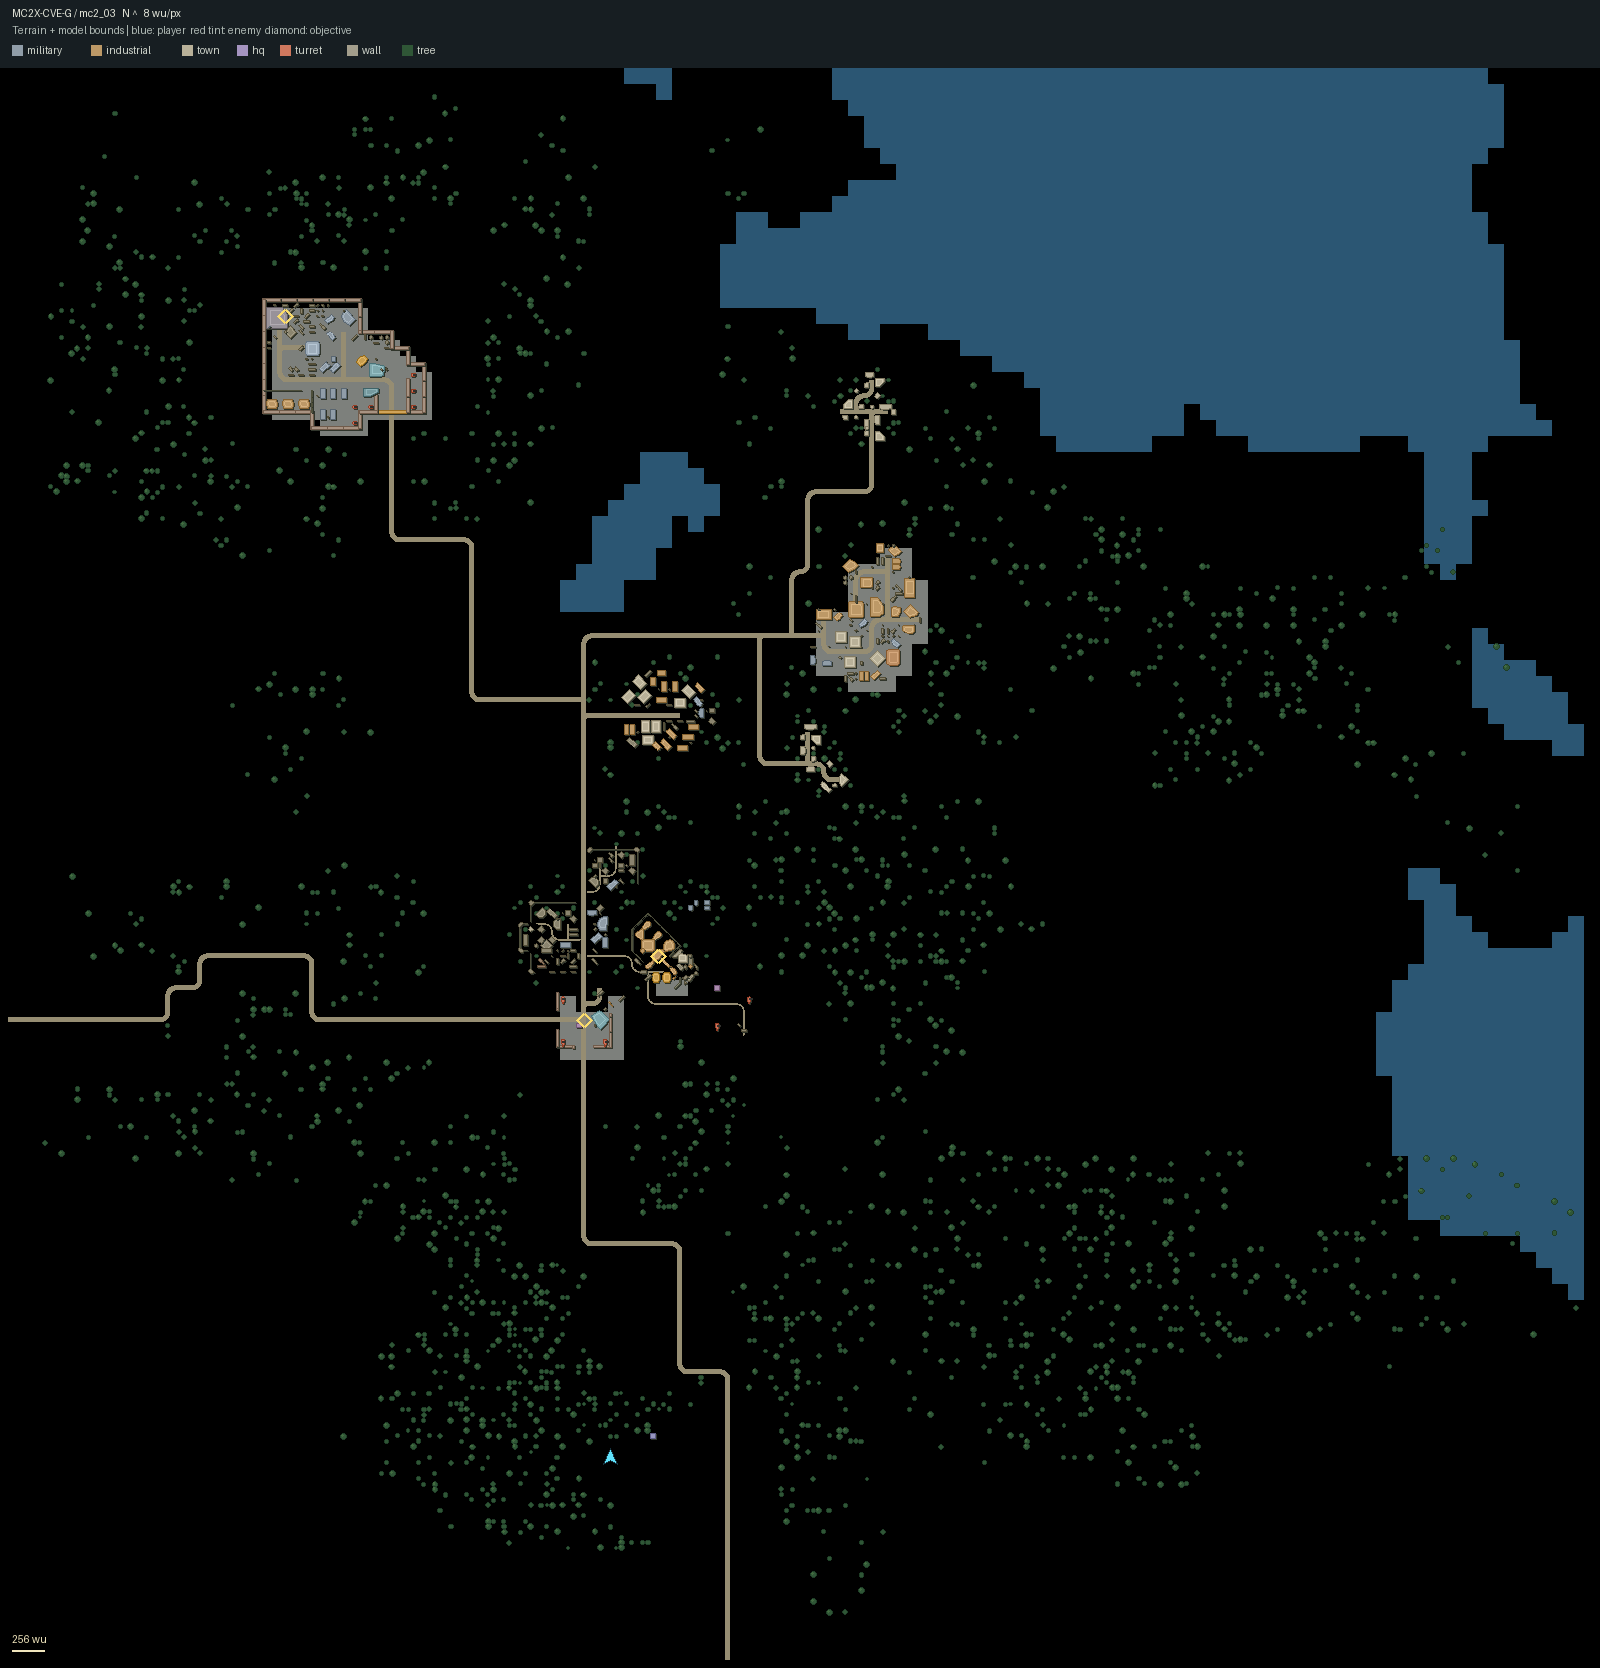 MC2X-CVE-G / mc2_03 N ^ 8 wu/px
Terrain + model bounds | blue: player red tint: enemy diamond: objective
military industrial town hq turret wall tree
256 wu